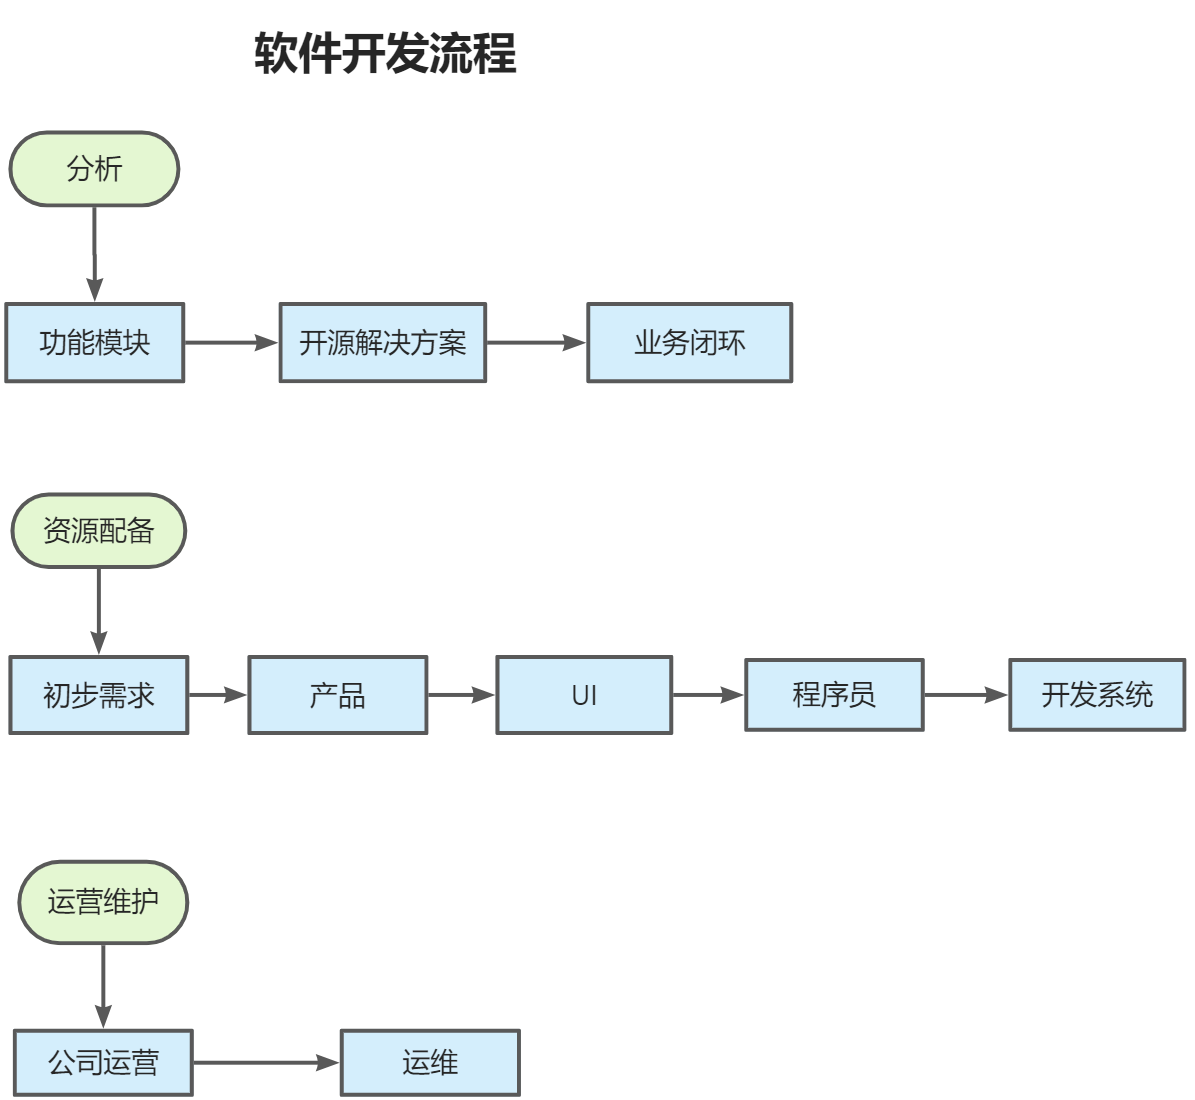 软件开发流程
分析
功能模块
开源解决方案
业务闭环
资源配备
初步需求
产品
UI
程序员
开发系统
运营维护
公司运营
运维